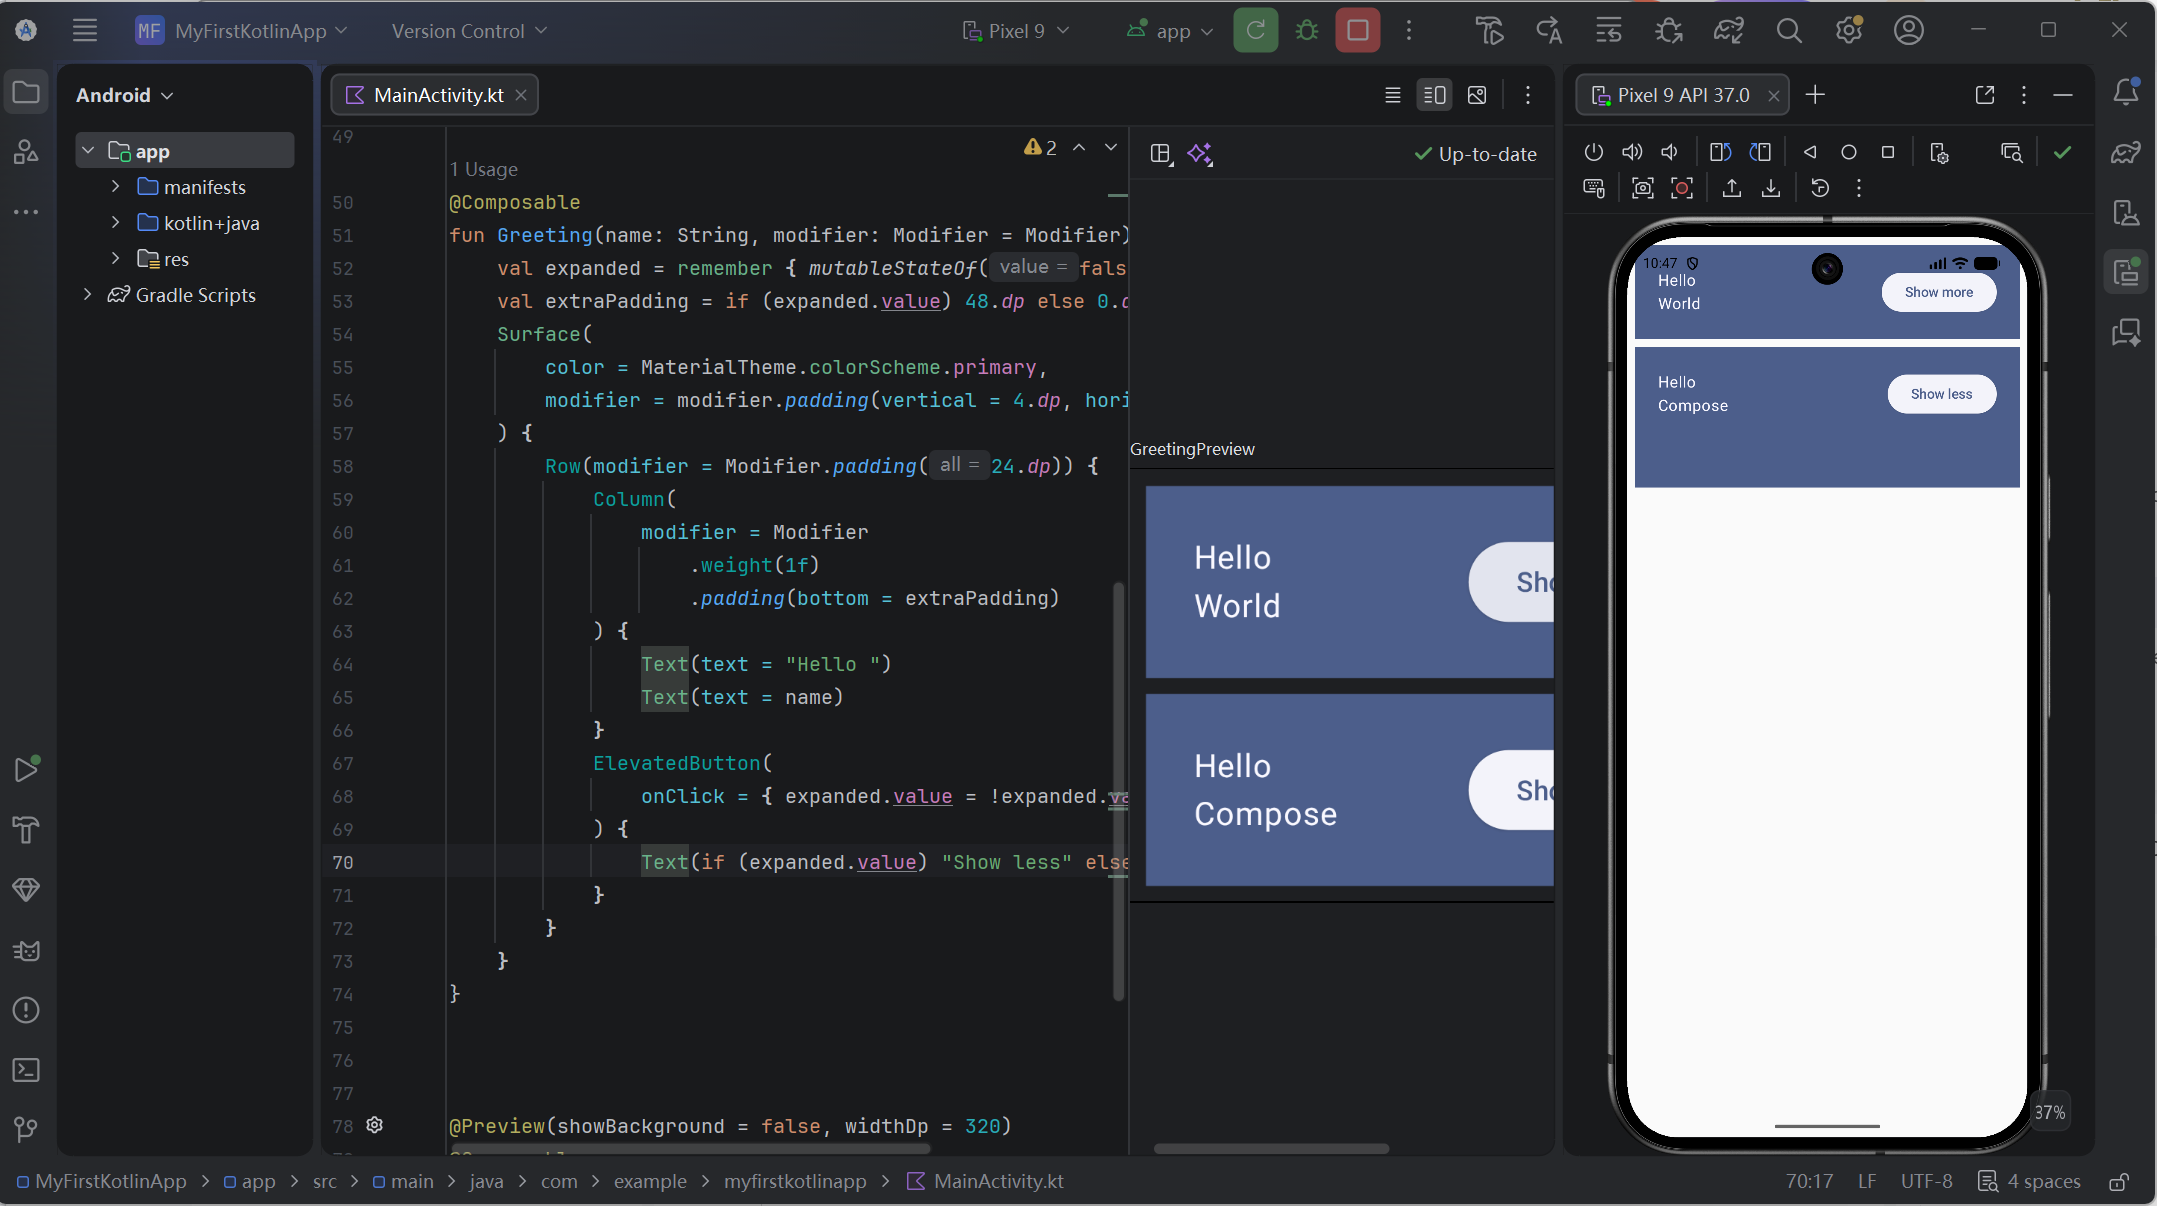 MF MyFirstKotlinApp Version Control Pixel 9 app
Android
app
manifests
kotlin+java
res
Gradle Scripts
MainActivity.kt
2
49
1 Usage
50 @Composable
51 fun Greeting(name: String, modifier: Modifier = Modifier)
52 val expanded = remember { mutableStateOf( value = fals
53 val extraPadding = if (expanded.value) 48.dp else 0.d
54 Surface(
55 color = MaterialTheme.colorScheme.primary,
56 modifier = modifier.padding(vertical = 4.dp, hori
57 ) {
58 Row(modifier = Modifier.padding( all = 24.dp)) {
59 Column(
60 modifier = Modifier
61 .weight(1f)
62 .padding(bottom = extraPadding)
63 ) {
64 Text(text = "Hello ")
65 Text(text = name)
66 }
67 ElevatedButton(
68 onClick = { expanded.value = !expanded.va
69 ) {
70 Text(if (expanded.value) "Show less" else
71 }
72 }
73 }
74 }
75
76
77
78 @Preview(showBackground = false, widthDp = 320)
Up-to-date
GreetingPreview
Hello
World
Sho
Hello
Compose
Sho
Pixel 9 API 37.0
10:47
Hello
World
Show more
Hello
Compose
Show less
37%
MyFirstKotlinApp > app > src > main > java > com > example > myfirstkotlinapp > MainActivity.kt
70:17 LF UTF-8 4 spaces